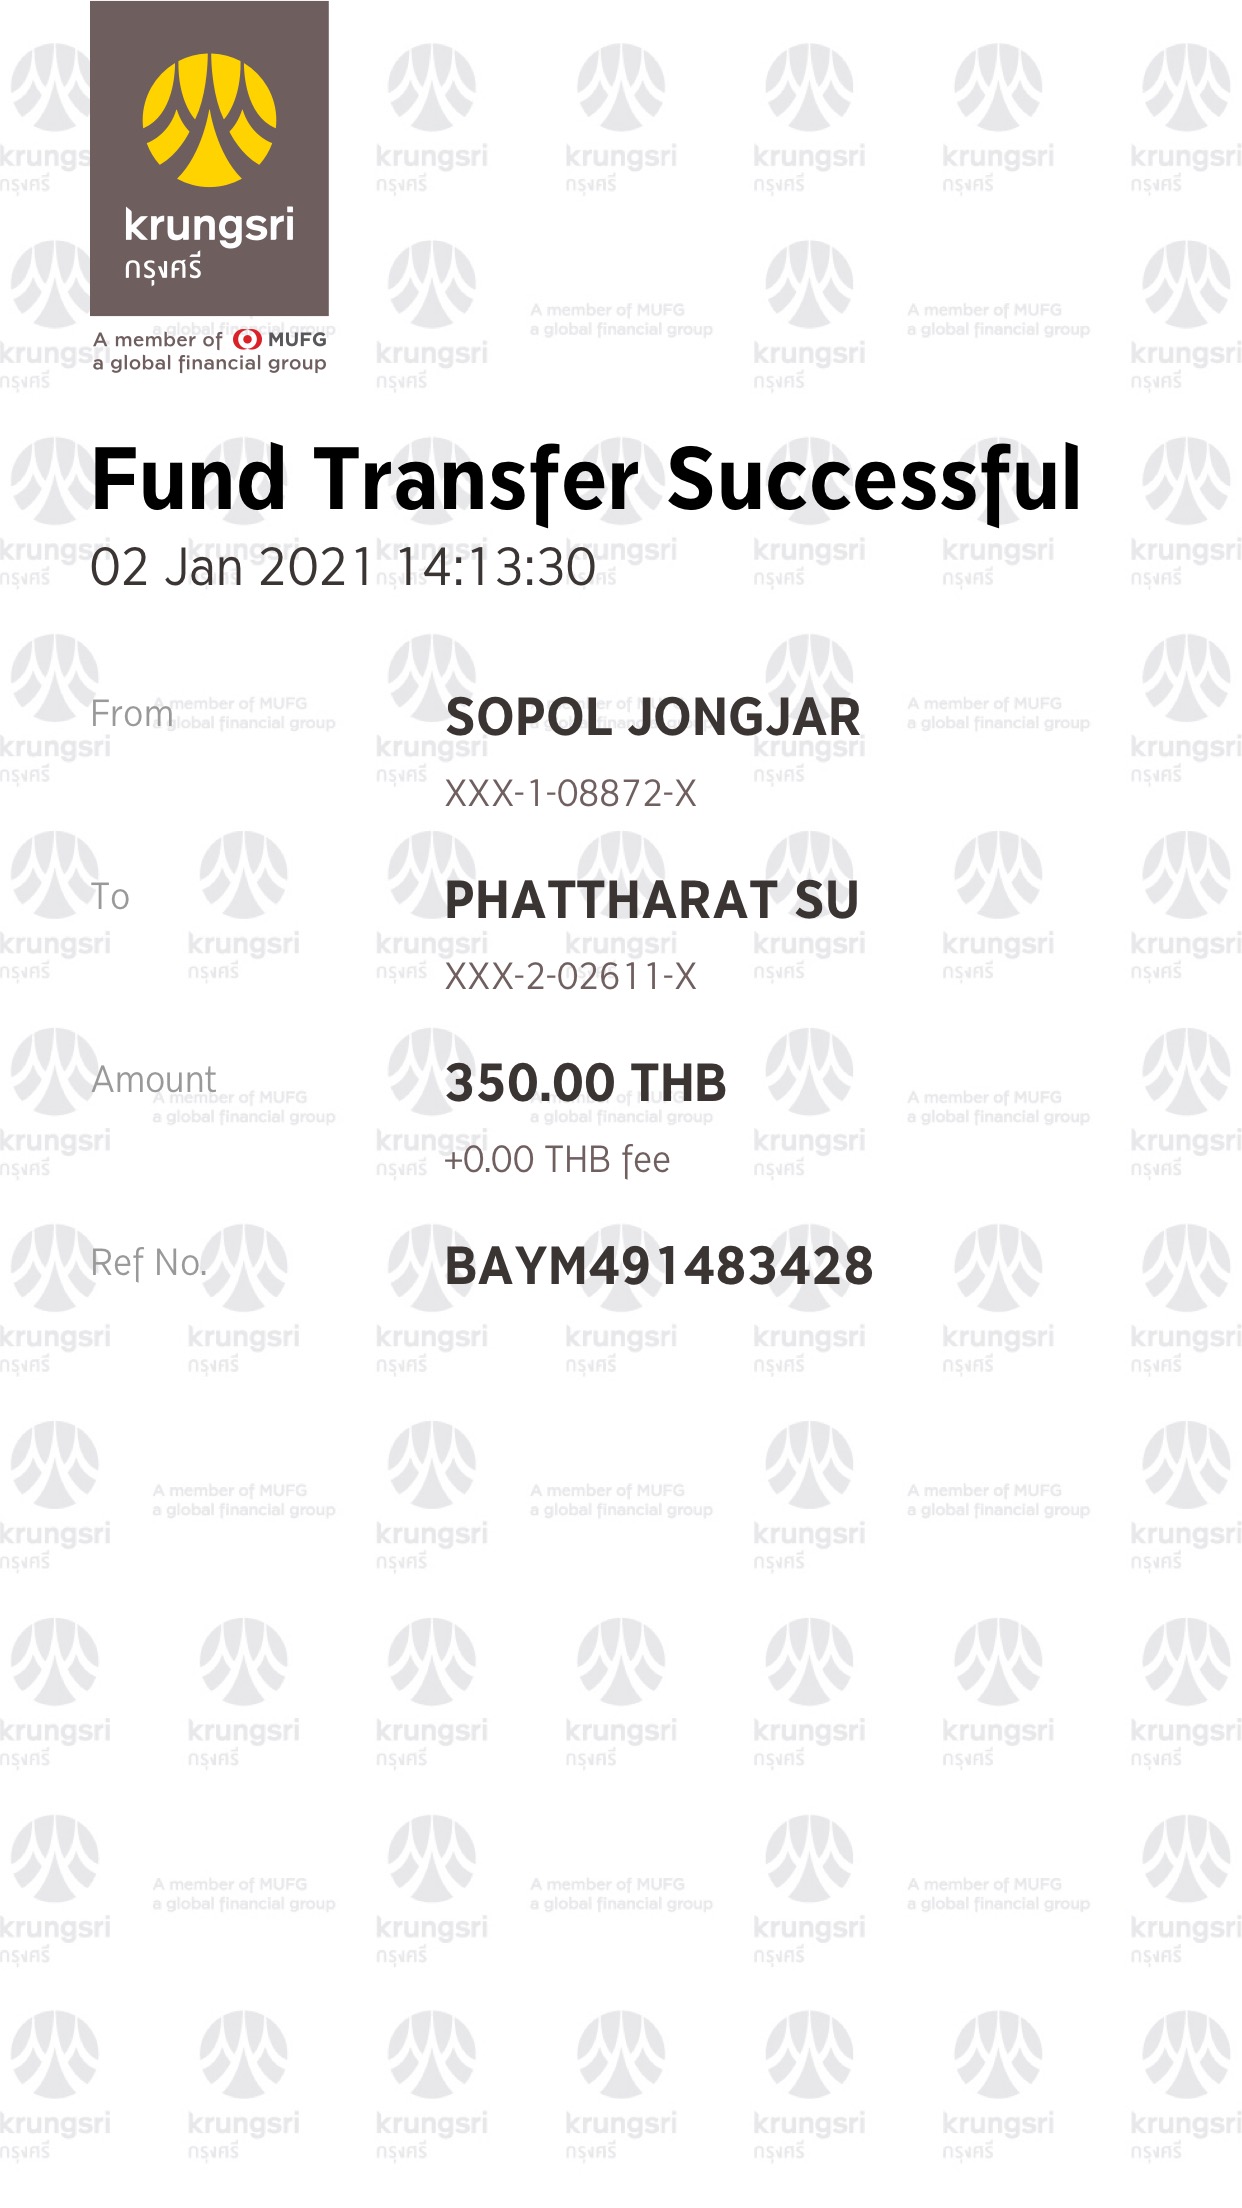 krungsri
กรุงศรี
A member of MUFG
a global financial group
Fund Transfer Successful
02 Jan 2021 14:13:30
From
SOPOL JONGJAR
XXX-1-08872-X
To
PHATTHARAT SU
XXX-2-02611-X
Amount
350.00 THB
+0.00 THB fee
Ref No.
BAYM491483428